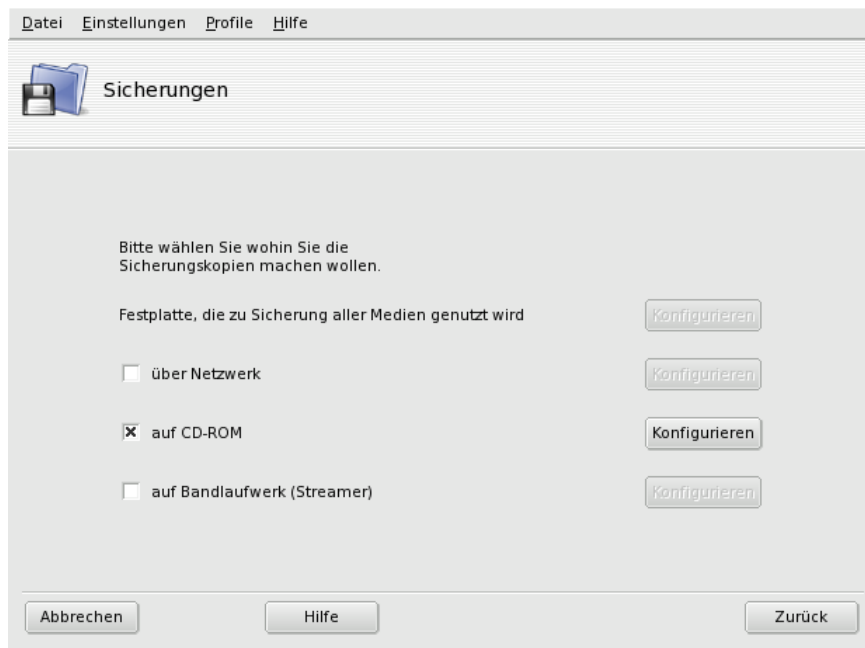 Datei Einstellungen Profile Hilfe
Sicherungen
Bitte wählen Sie wohin Sie die
Sicherungskopien machen wollen.
Festplatte, die zu Sicherung aller Medien genutzt wird Konfigurieren
über Netzwerk Konfigurieren
auf CD-ROM Konfigurieren
auf Bandlaufwerk (Streamer) Konfigurieren
Abbrechen Hilfe Zurück